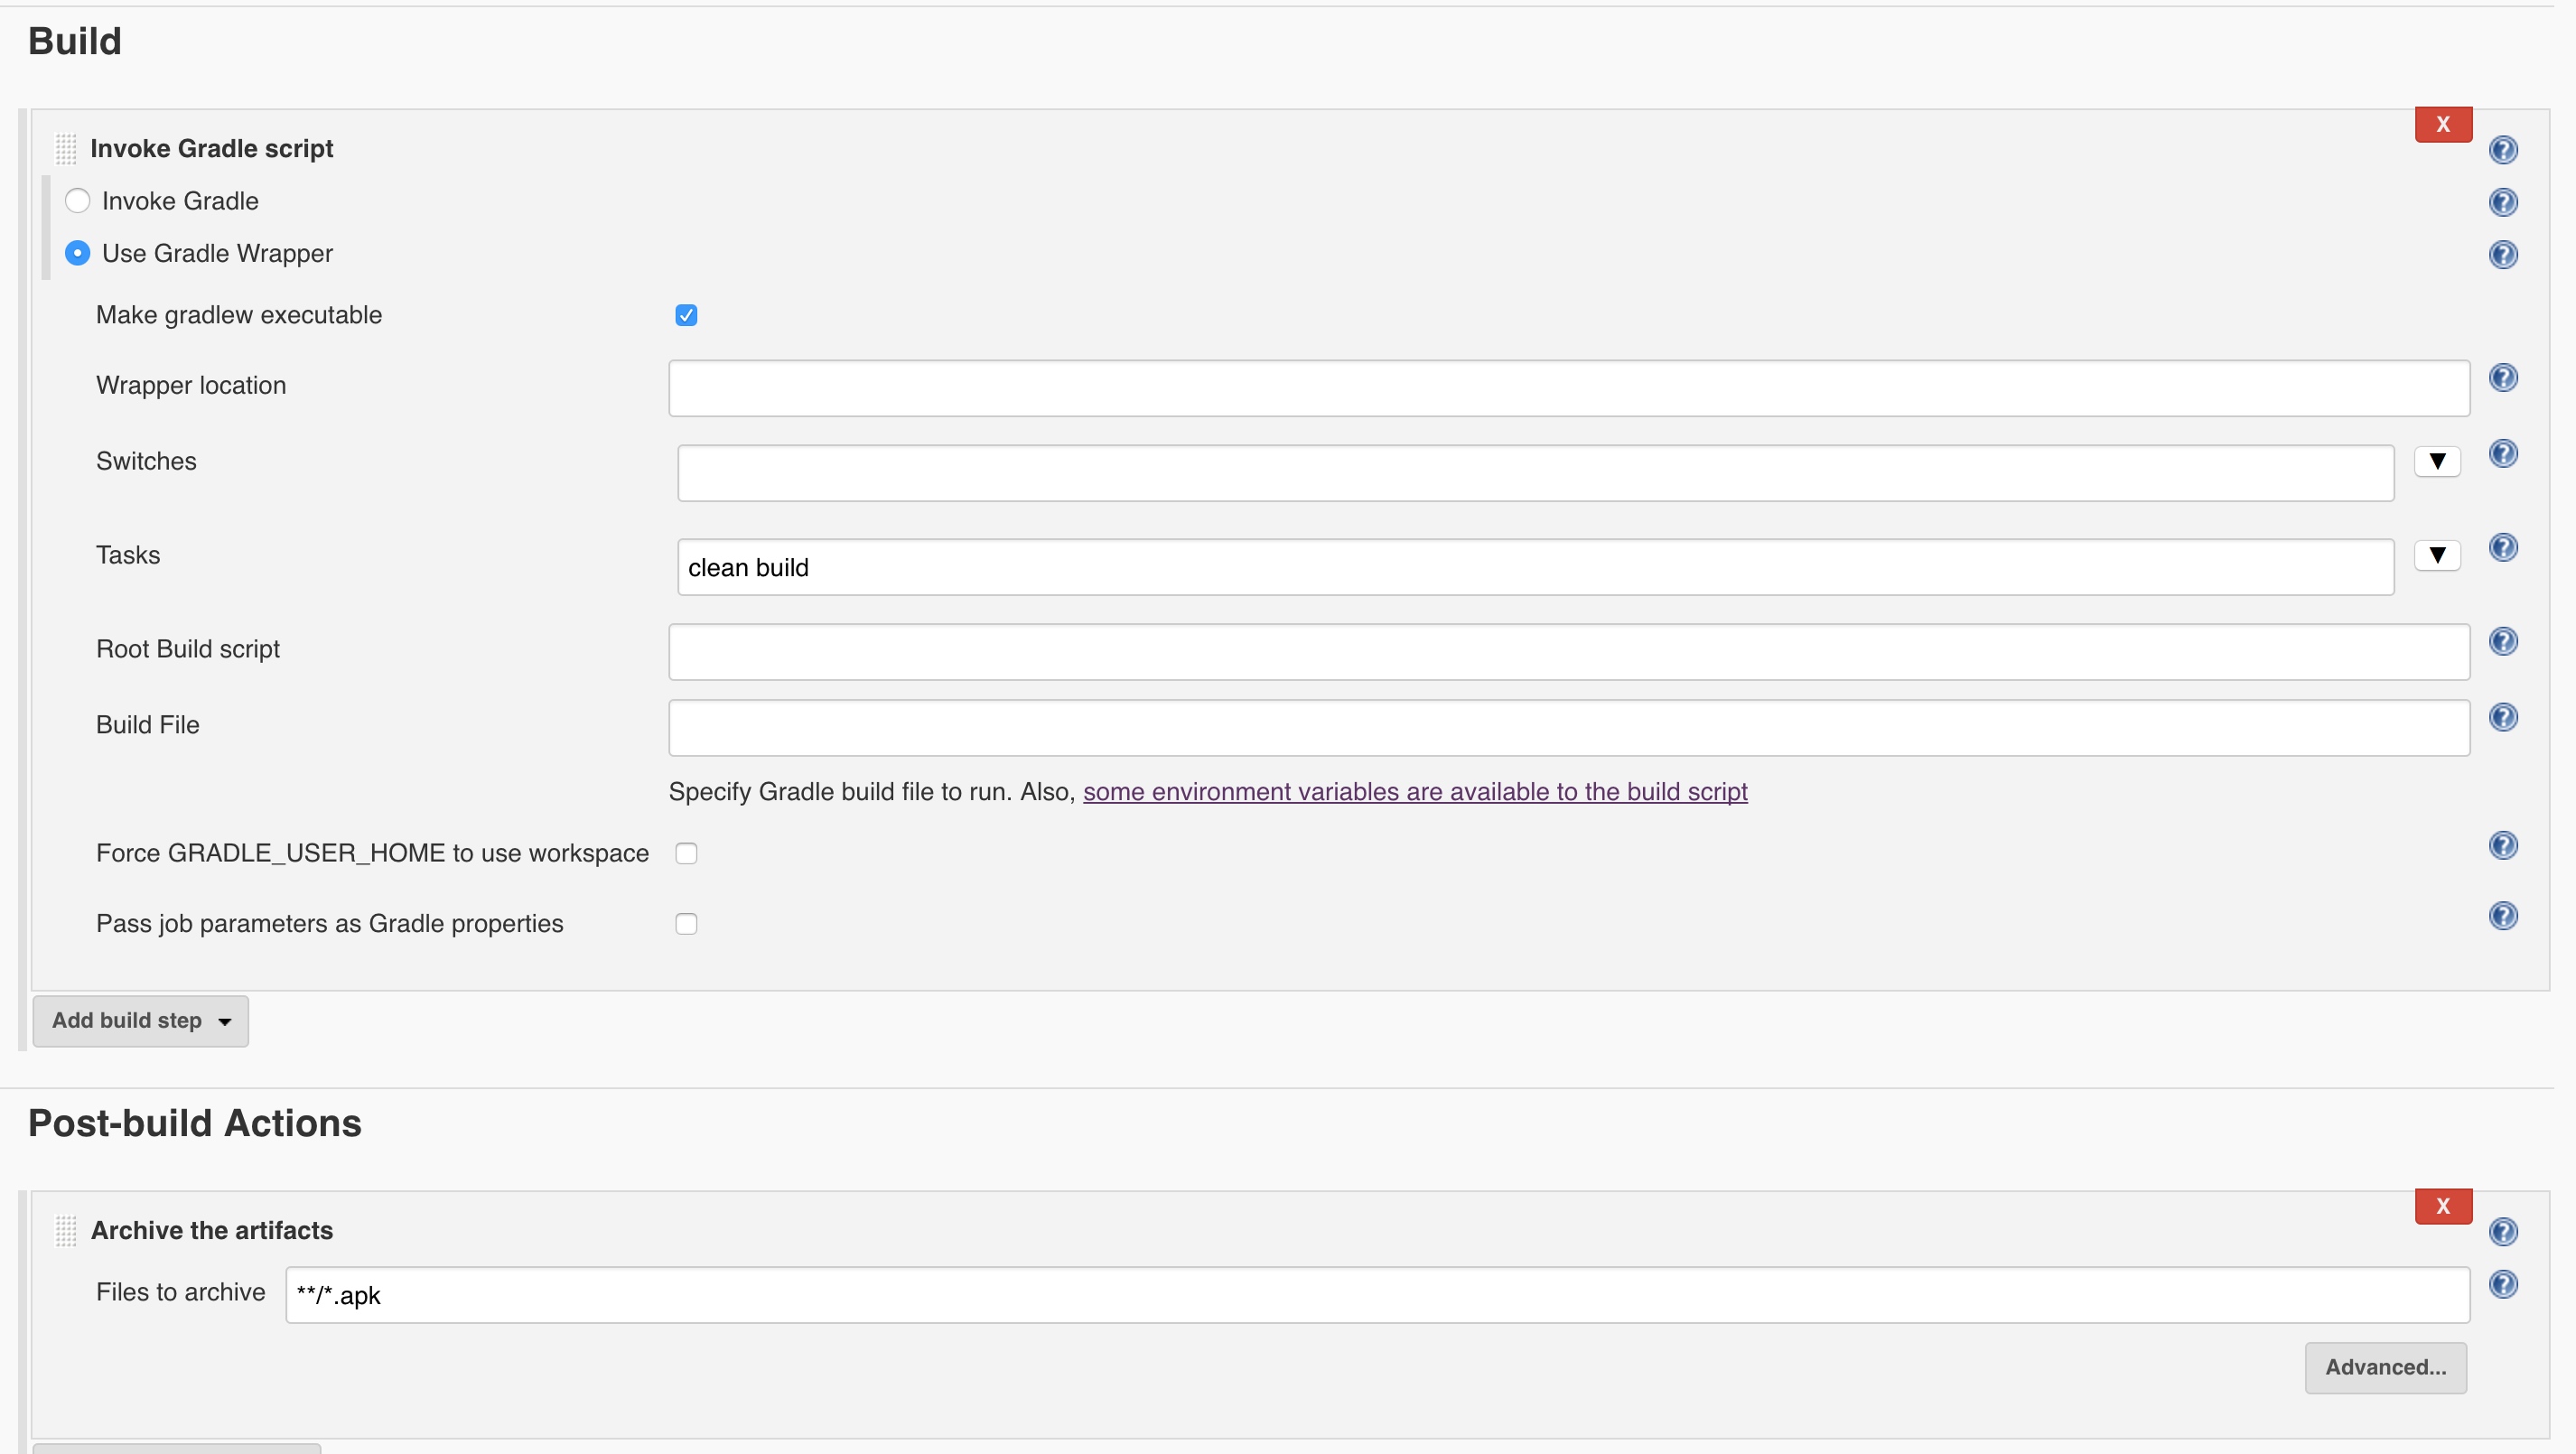 Build
Invoke Gradle script
X
Invoke Gradle
Use Gradle Wrapper
Make gradlew executable
Wrapper location
Switches
Tasks
clean build
Root Build script
Build File
Specify Gradle build file to run. Also, some environment variables are available to the build script
Force GRADLE_USER_HOME to use workspace
Pass job parameters as Gradle properties
Add build step
Post-build Actions
Archive the artifacts
X
Files to archive
**/*.apk
Advanced...